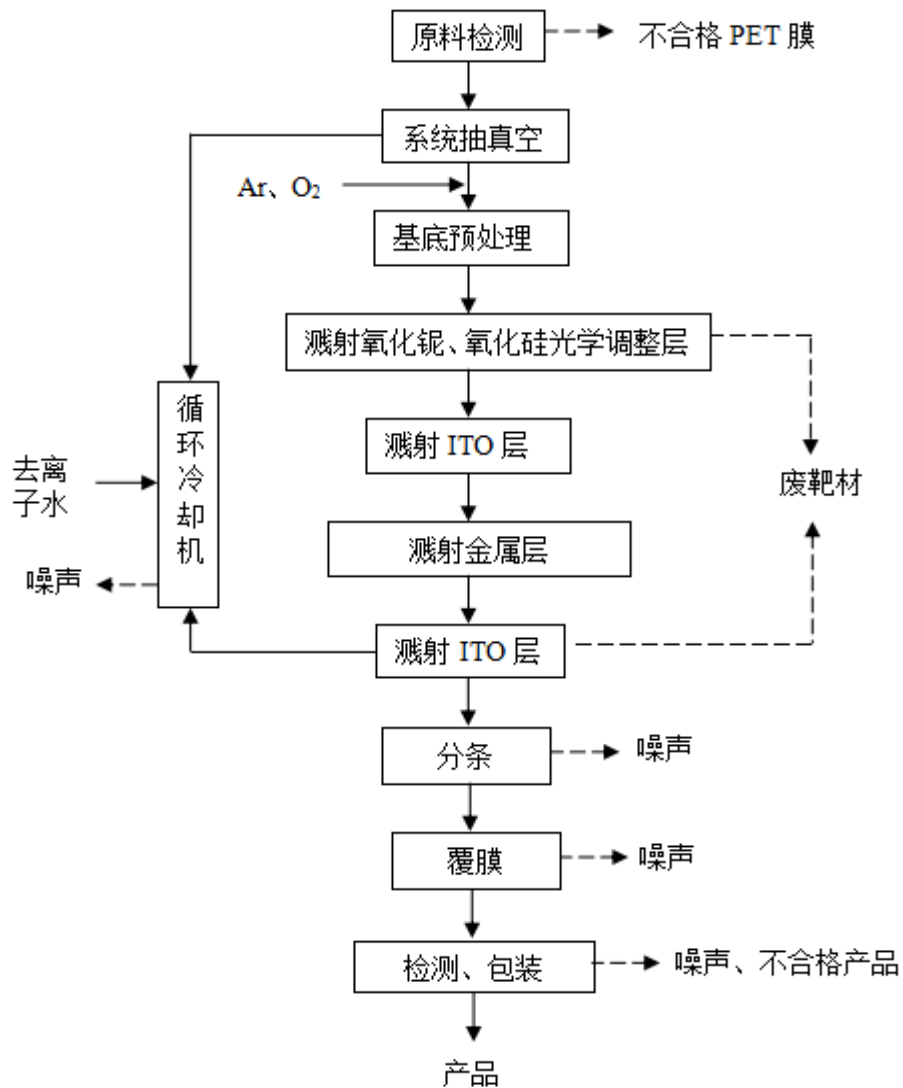 原料检测
不合格 PET 膜
系统抽真空
Ar、O₂
基底预处理
溅射氧化铌、氧化硅光学调整层
循
环
冷
却
机
溅射 ITO 层
去离
子水
废靶材
溅射金属层
噪声
溅射 ITO 层
分条
噪声
覆膜
噪声
检测、包装
噪声、不合格产品
产品